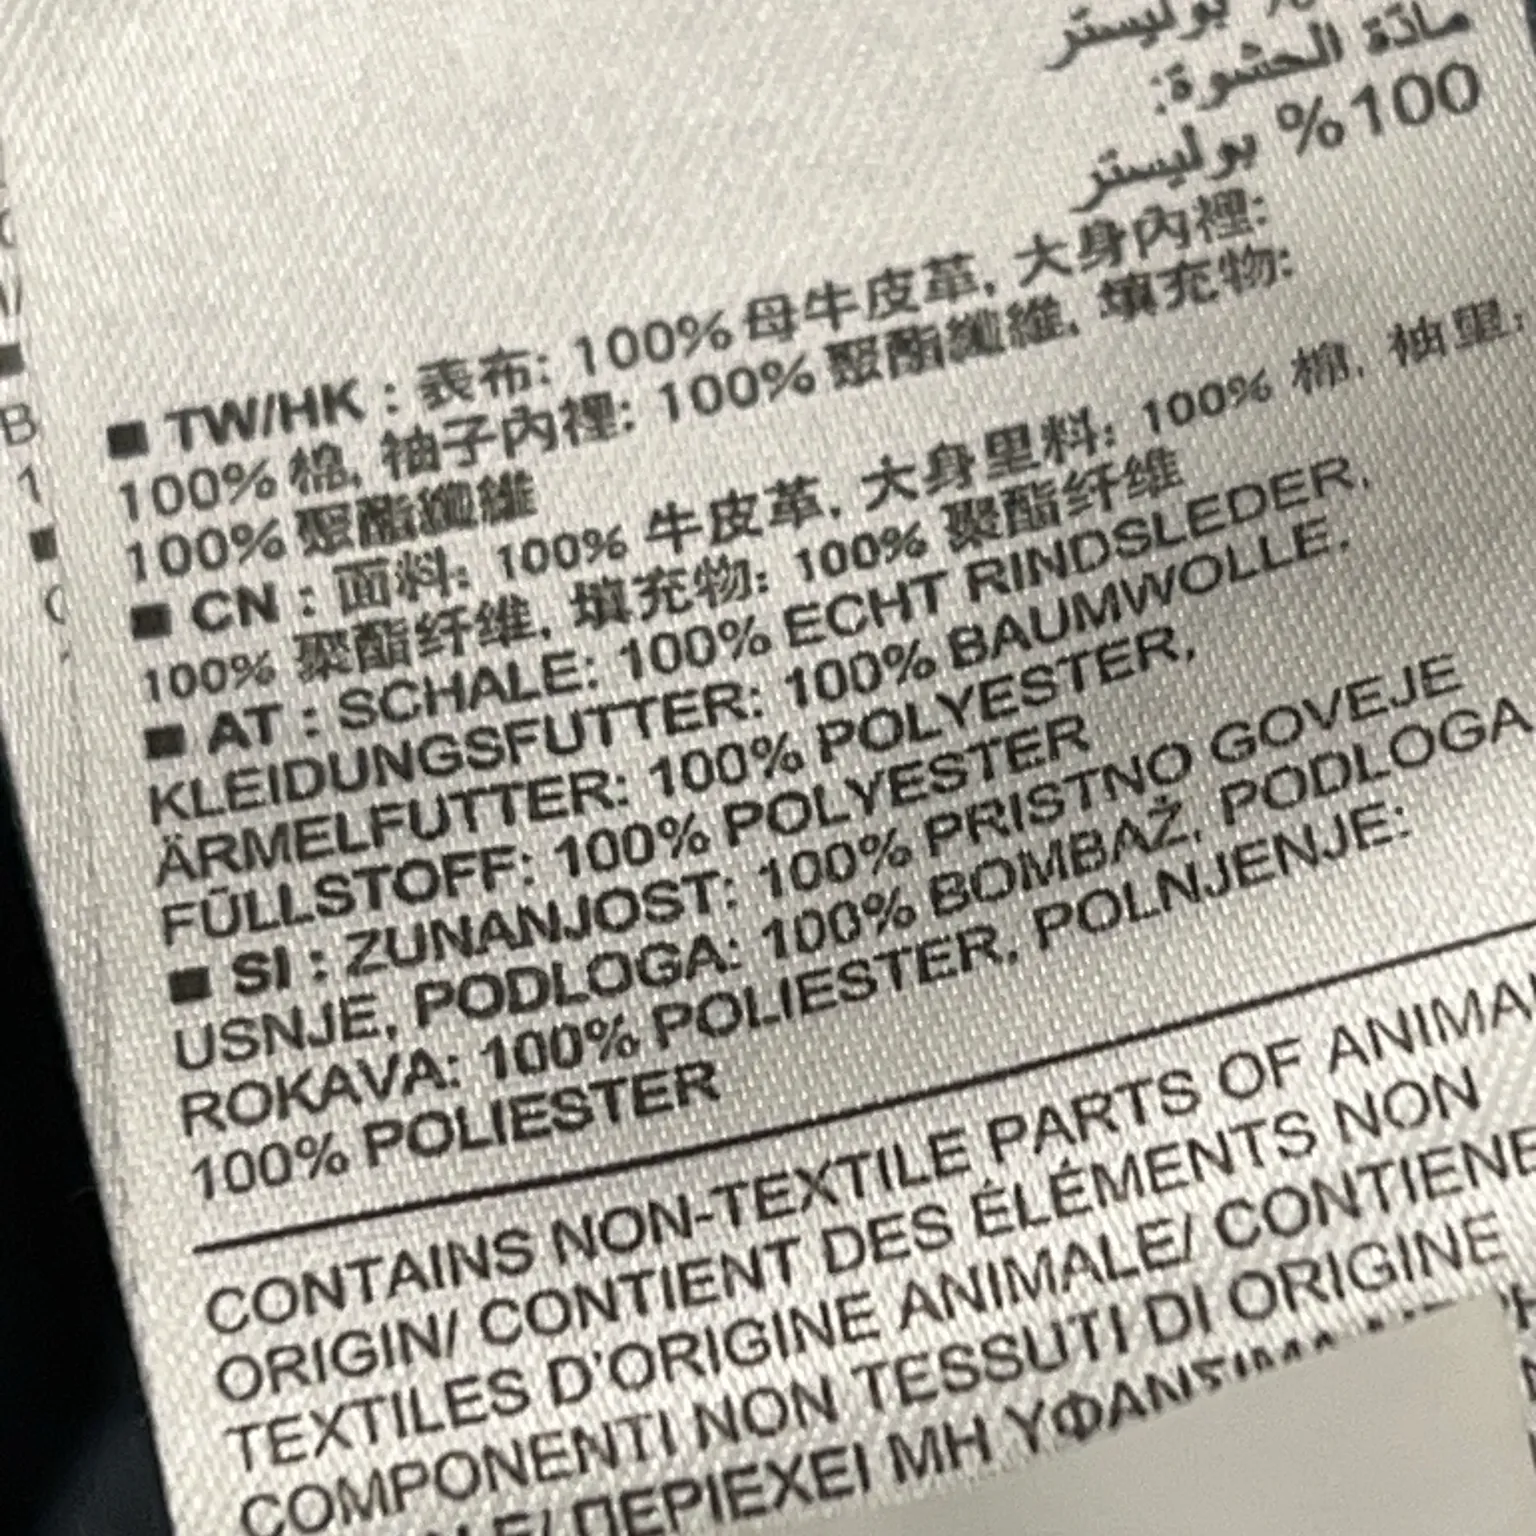 % بوليستر
مادّة الحشوة:
100% بوليستر
■ TW/HK : 表布: 100% 母牛皮革, 大身內裡:
100% 棉, 袖子內裡: 100% 聚酯纖維, 填充物:
100% 聚酯纖維
■ CN : 面料: 100% 牛皮革, 大身里料: 100% 棉, 袖里:
100% 聚酯纤维, 填充物: 100% 聚酯纤维
■ AT : SCHALE: 100% ECHT RINDSLEDER,
KLEIDUNGSFUTTER: 100% BAUMWOLLE,
ÄRMELFUTTER: 100% POLYESTER,
FÜLLSTOFF: 100% POLYESTER
■ SI : ZUNANJOST: 100% PRISTNO GOVEJE
USNJE, PODLOGA: 100% BOMBAŽ, PODLOGA
ROKAVA: 100% POLIESTER, POLNJENJE:
100% POLIESTER
CONTAINS NON-TEXTILE PARTS OF ANIMA
ORIGIN/ CONTIENT DES ÉLÉMENTS NON
TEXTILES D'ORIGINE ANIMALE/ CONTIENE
COMPONENTI NON TESSUTI DI ORIGINE
LE/ ΠΕΡΙΕΧΕΙ ΜΗ ΥΦΑΝΣΙΜΑ